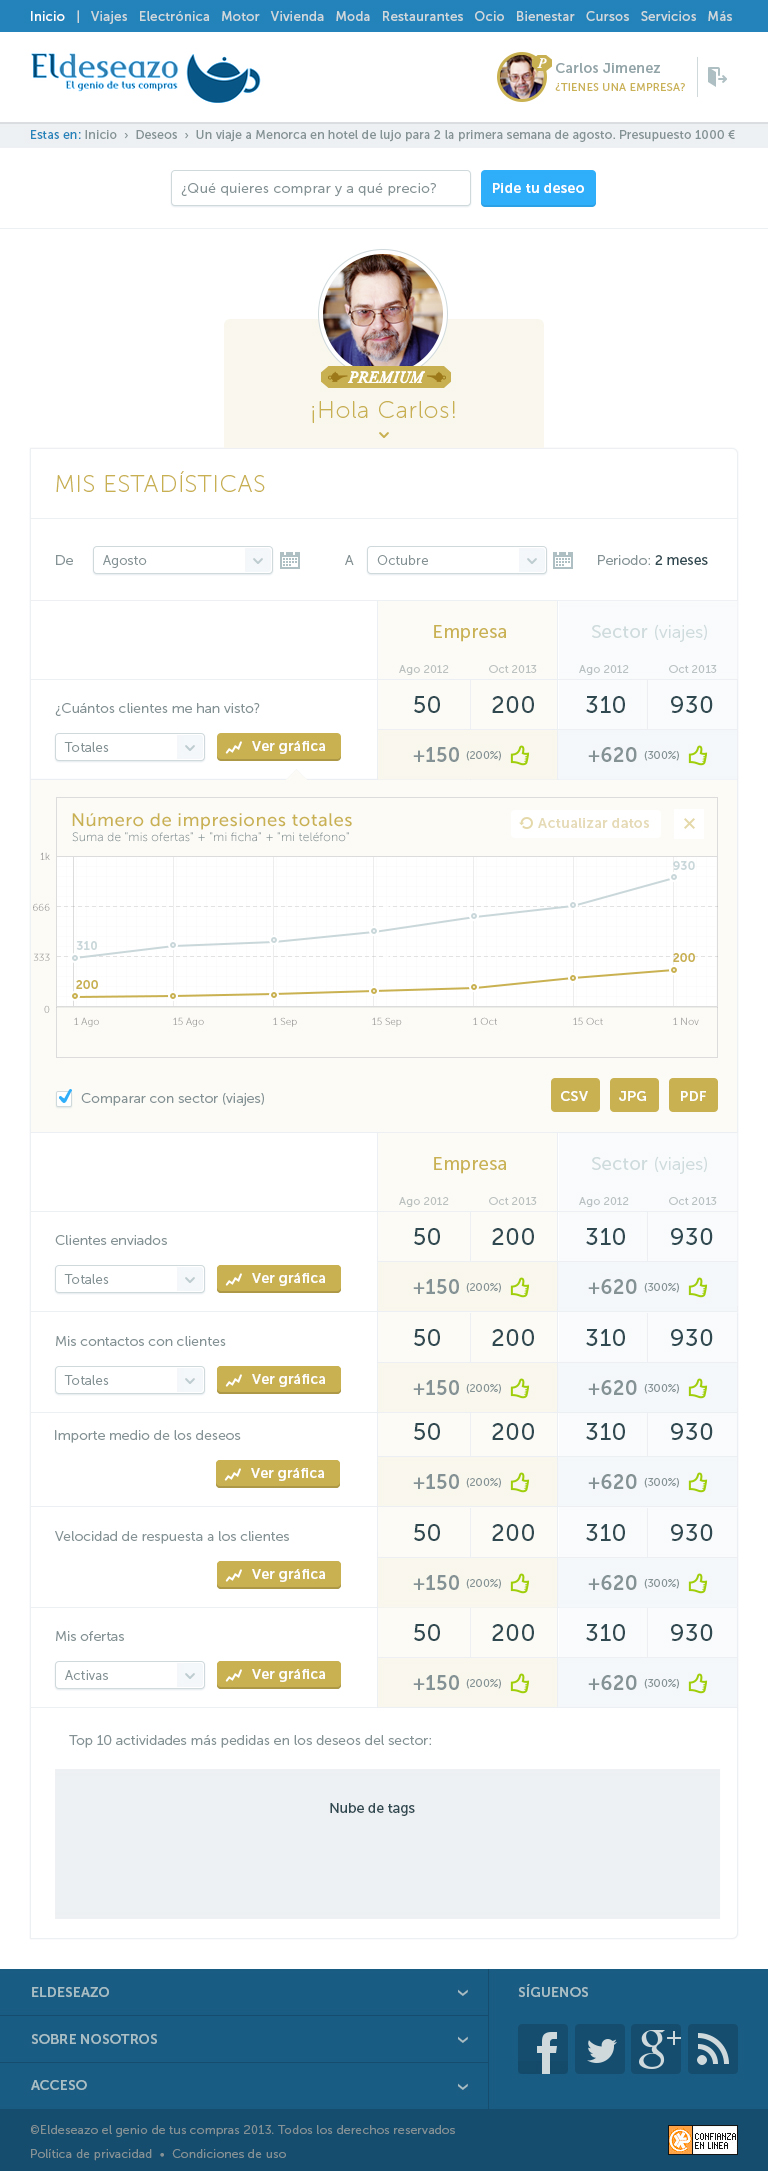 Inicio | Viajes Electrónica Motor Vivienda Moda Restaurantes Ocio Bienestar Cursos Servicios Más
Eldeseazo
El genio de tus compras
P
Carlos Jimenez
¿TIENES UNA EMPRESA?
Estas en: Inicio › Deseos › Un viaje a Menorca en hotel de lujo para 2 la primera semana de agosto. Presupuesto 1000 €
¿Qué quieres comprar y a qué precio? Pide tu deseo
PREMIUM
¡Hola Carlos!
MIS ESTADÍSTICAS
De Agosto A Octubre Periodo: 2 meses
Empresa Sector (viajes)
Ago 2012 Oct 2013 Ago 2012 Oct 2013
¿Cuántos clientes me han visto? 50 200 310 930
Totales Ver gráfica +150 (200%) +620 (300%)
Número de impresiones totales
Suma de "mis ofertas" + "mi ficha" + "mi teléfono"
Actualizar datos ×
1k
930
666
310
333
200
200
0
1 Ago 15 Ago 1 Sep 15 Sep 1 Oct 15 Oct 1 Nov
Comparar con sector (viajes) CSV JPG PDF
Empresa Sector (viajes)
Ago 2012 Oct 2013 Ago 2012 Oct 2013
Clientes enviados 50 200 310 930
Totales Ver gráfica +150 (200%) +620 (300%)
Mis contactos con clientes 50 200 310 930
Totales Ver gráfica +150 (200%) +620 (300%)
Importe medio de los deseos 50 200 310 930
Ver gráfica +150 (200%) +620 (300%)
Velocidad de respuesta a los clientes 50 200 310 930
Ver gráfica +150 (200%) +620 (300%)
Mis ofertas 50 200 310 930
Activas Ver gráfica +150 (200%) +620 (300%)
Top 10 actividades más pedidas en los deseos del sector:
Nube de tags
ELDESEAZO SÍGUENOS
SOBRE NOSOTROS
ACCESO
©Eldeseazo el genio de tus compras 2013. Todos los derechos reservados
Política de privacidad • Condiciones de uso
CONFIANZA
EN LINEA